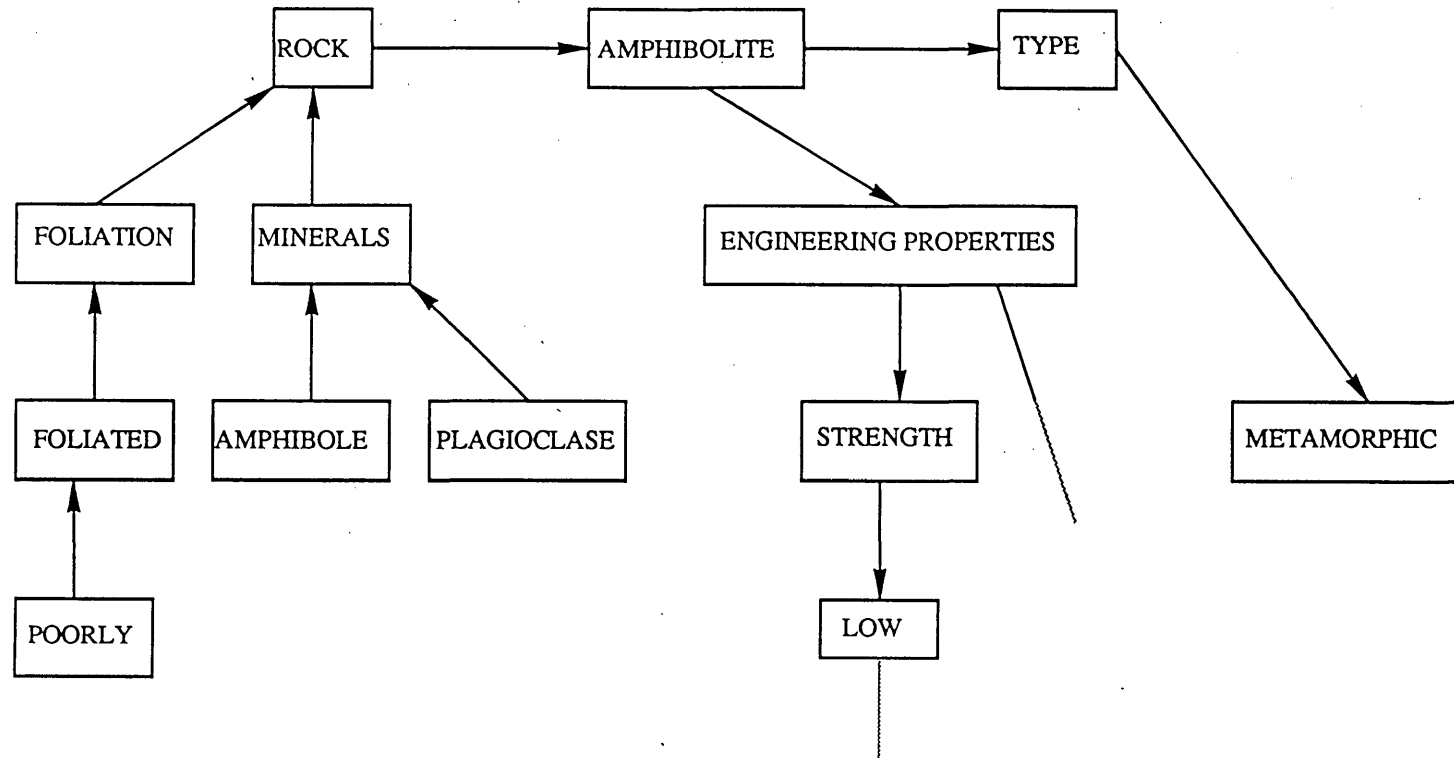 ROCK
AMPHIBOLITE
TYPE
FOLIATION
MINERALS
ENGINEERING PROPERTIES
FOLIATED
AMPHIBOLE
PLAGIOCLASE
STRENGTH
METAMORPHIC
POORLY
LOW